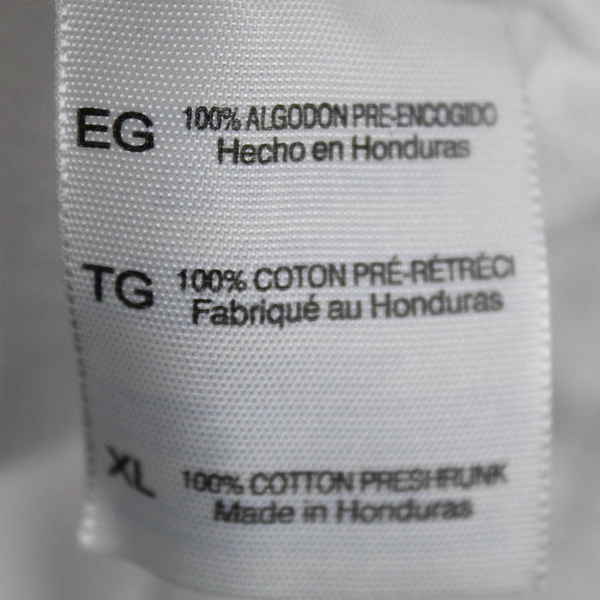 EG 100% ALGODON PRE-ENCOGIDO
Hecho en Honduras
TG 100% COTON PRÉ-RÉTRÉCI
Fabriqué au Honduras
XL 100% COTTON PRESHRUNK
Made in Honduras